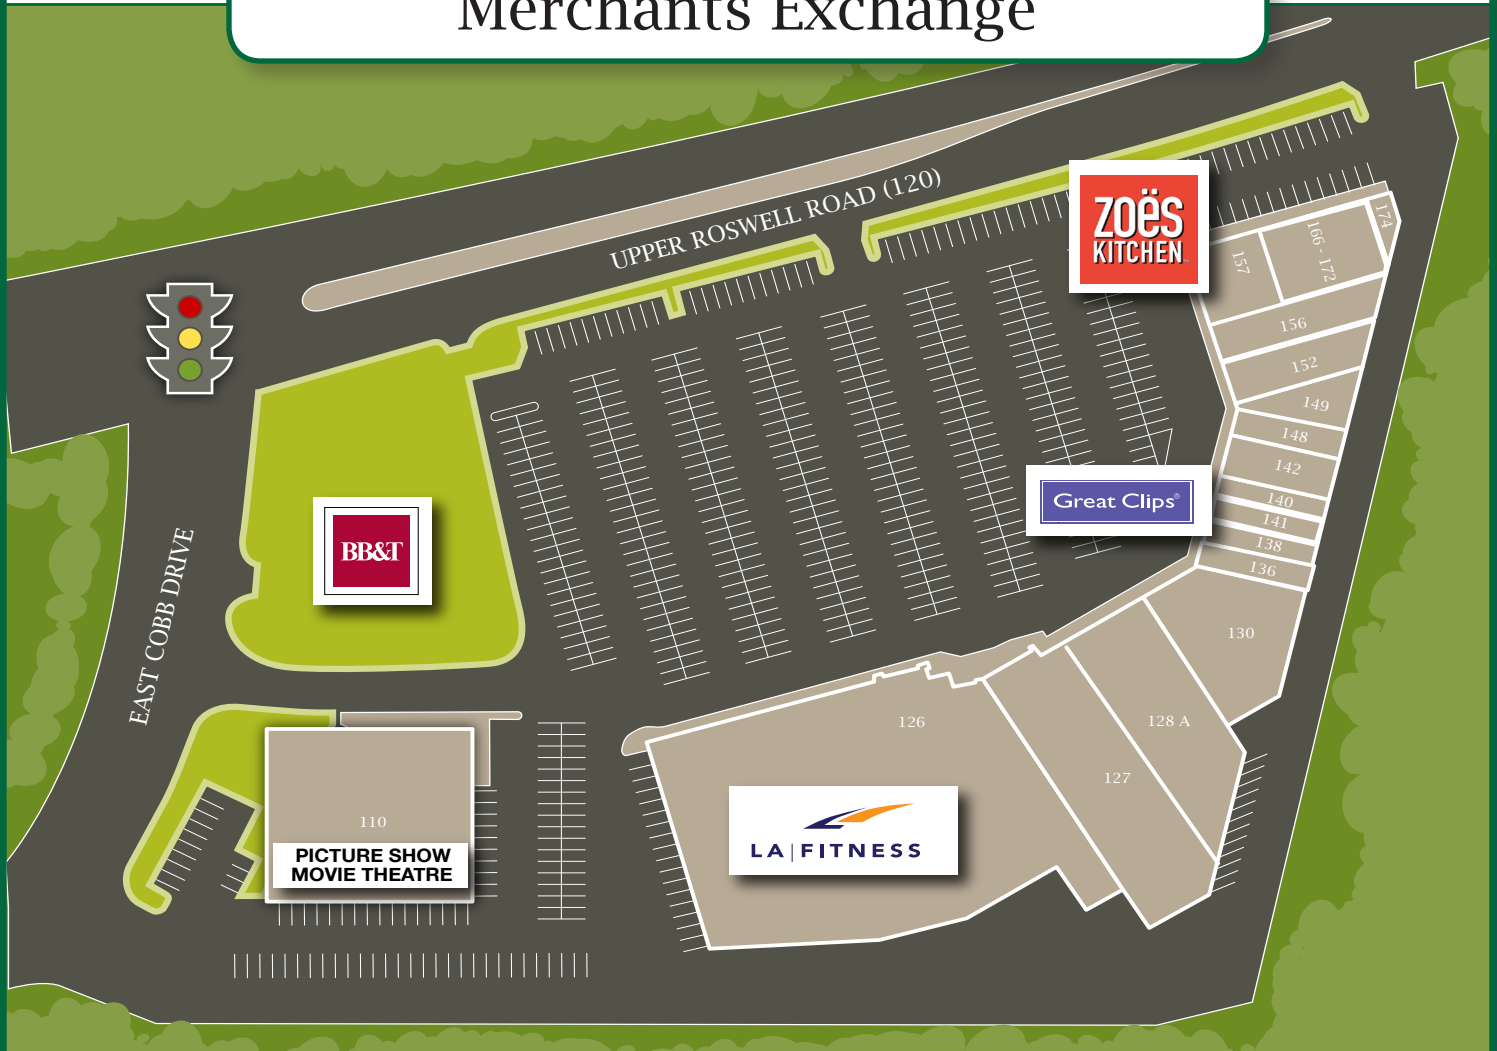 Merchants Exchange
UPPER ROSWELL ROAD (120)
ZOËS
KITCHEN
174
166 - 172
157
156
152
149
148
142
140
141
138
136
130
Great Clips®
BB&T
EAST COBB DRIVE
126
128 A
127
LA|FITNESS
110
PICTURE SHOW
MOVIE THEATRE